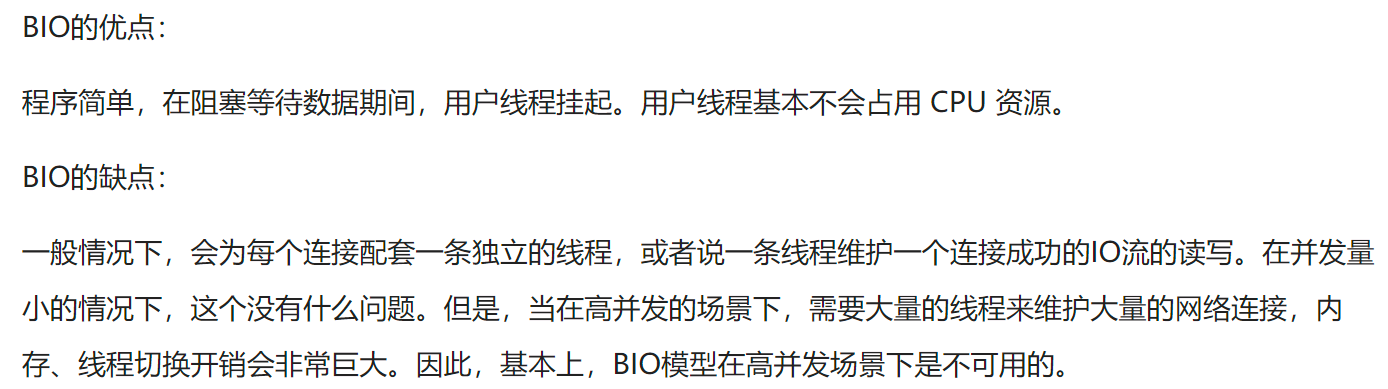 BIO的优点：
程序简单，在阻塞等待数据期间，用户线程挂起。用户线程基本不会占用 CPU 资源。
BIO的缺点：
一般情况下，会为每个连接配套一条独立的线程，或者说一条线程维护一个连接成功的IO流的读写。在并发量
小的情况下，这个没有什么问题。但是，当在高并发的场景下，需要大量的线程来维护大量的网络连接，内
存、线程切换开销会非常巨大。因此，基本上，BIO模型在高并发场景下是不可用的。